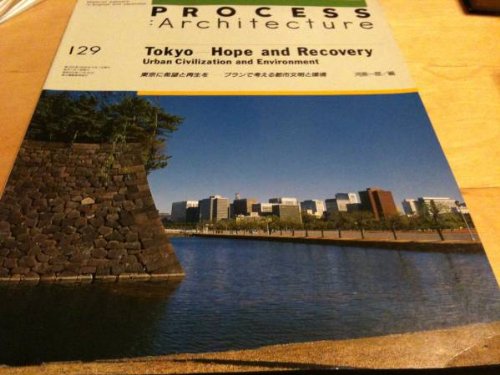 PROCESS
:Architecture
129
Tokyo Hope and Recovery
Urban Civilization and Environment
東京に希望と再生を プランで考える都市文明と環境